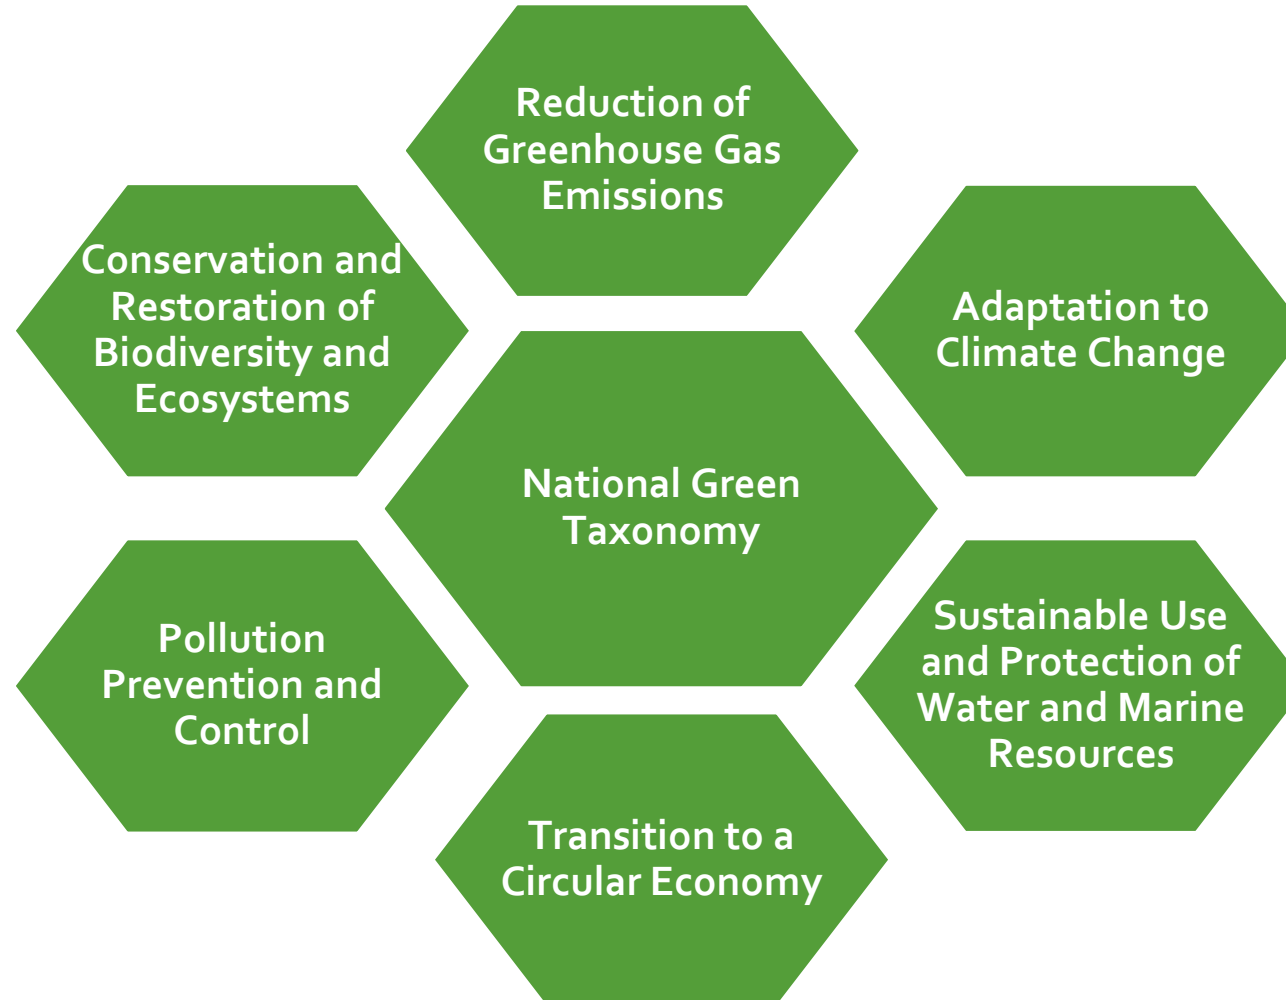 Reduction of
Greenhouse Gas
Emissions
Conservation and
Restoration of
Biodiversity and
Ecosystems
Adaptation to
Climate Change
National Green
Taxonomy
Pollution
Prevention and
Control
Sustainable Use
and Protection of
Water and Marine
Resources
Transition to a
Circular Economy